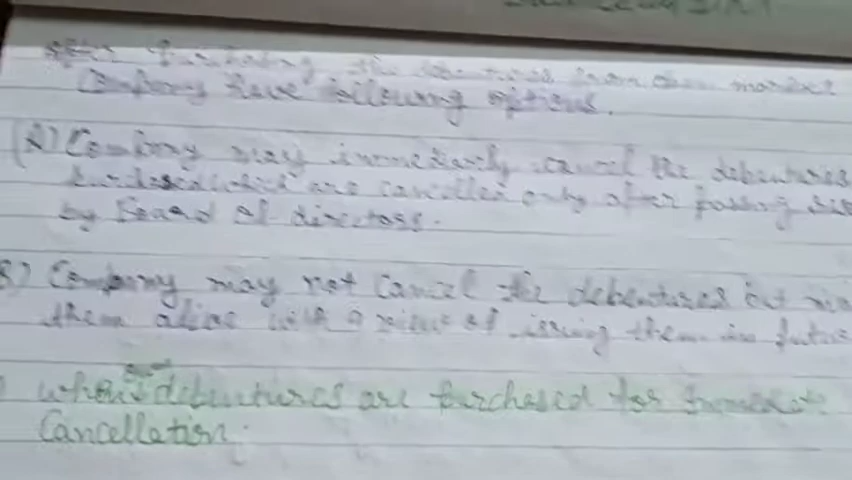 after purchasing the debentures from open market
Company have following options.
(A) Company may immediately cancel the debentures
purchased which are cancelled only after passing
by Board of directors.
B) Company may not cancel the debentures but
them alive with a view of issuing them in future
when own debentures are purchased for immediate
Cancellation.